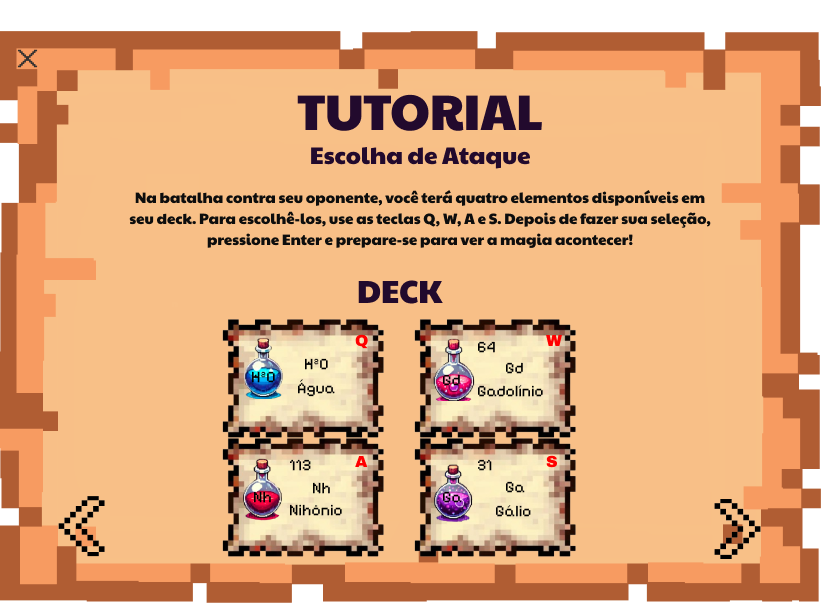 TUTORIAL
Escolha de Ataque
Na batalha contra seu oponente, você terá quatro elementos disponíveis em
seu deck. Para escolhê-los, use as teclas Q, W, A e S. Depois de fazer sua seleção,
pressione Enter e prepare-se para ver a magia acontecer!
DECK
Q
H²O
H²O
Água
W
64
Gd
Gd
Gadolínio
A
113
Nh
Nh
Nihônio
S
31
Ga
Ga
Gálio